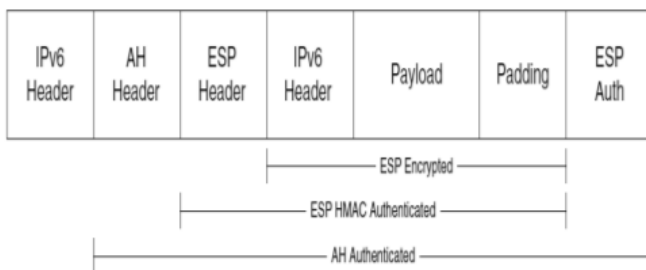 IPv6 Header
AH Header
ESP Header
IPv6 Header
Payload
Padding
ESP Auth
ESP Encrypted
ESP HMAC Authenticated
AH Authenticated